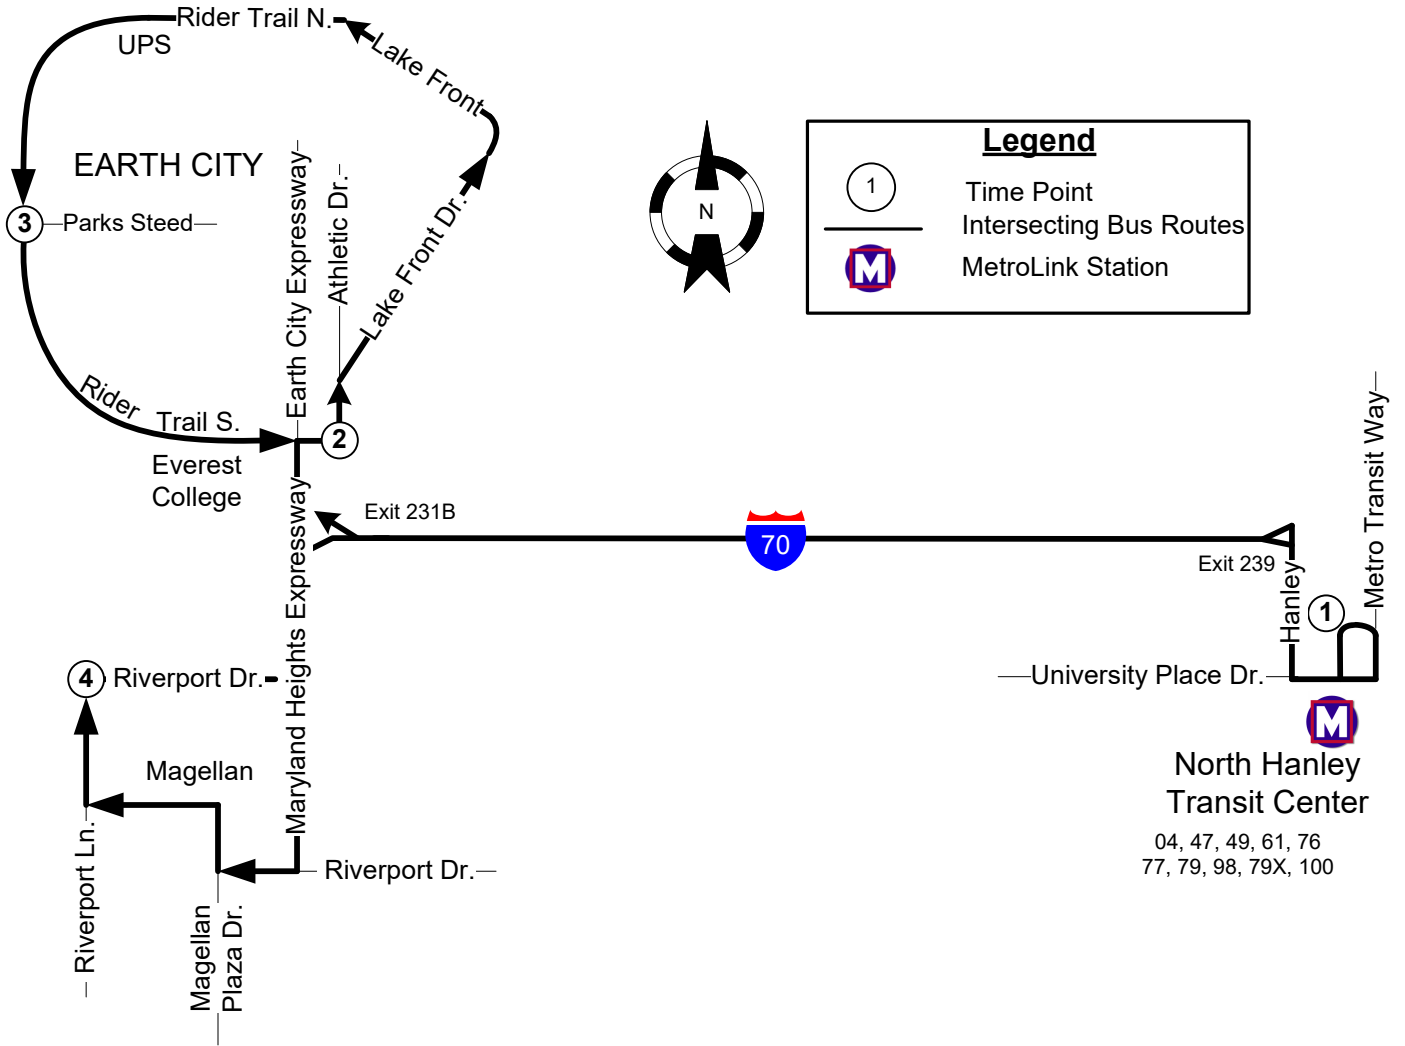 Rider Trail N.
UPS
Lake Front
EARTH CITY
3
Parks Steed
Earth City Expressway
Athletic Dr.
Lake Front Dr.
Rider
Trail S.
2
Everest
College
N
Legend
1
Time Point
Intersecting Bus Routes
M
MetroLink Station
Exit 231B
70
Exit 239
Hanley
1
Metro Transit Way
Maryland Heights Expressway
4
Riverport Dr.
University Place Dr.
M
North Hanley
Transit Center
04, 47, 49, 61, 76
77, 79, 98, 79X, 100
Magellan
Riverport Ln.
Riverport Dr.
Magellan
Plaza Dr.